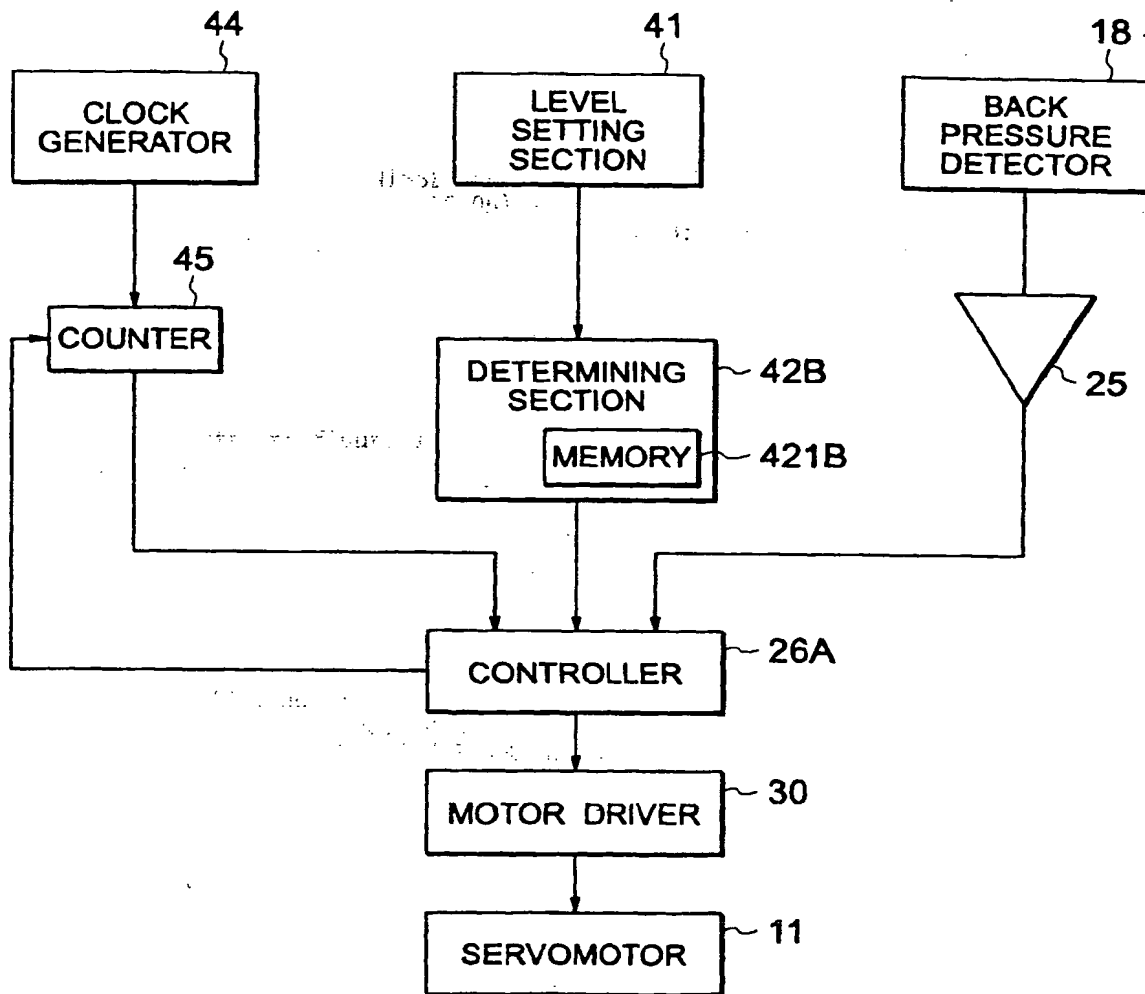 44
CLOCK
GENERATOR
41
LEVEL
SETTING
SECTION
18
BACK
PRESSURE
DETECTOR
45
COUNTER
DETERMINING
SECTION
42B
MEMORY
421B
25
CONTROLLER
26A
MOTOR DRIVER
30
SERVOMOTOR
11